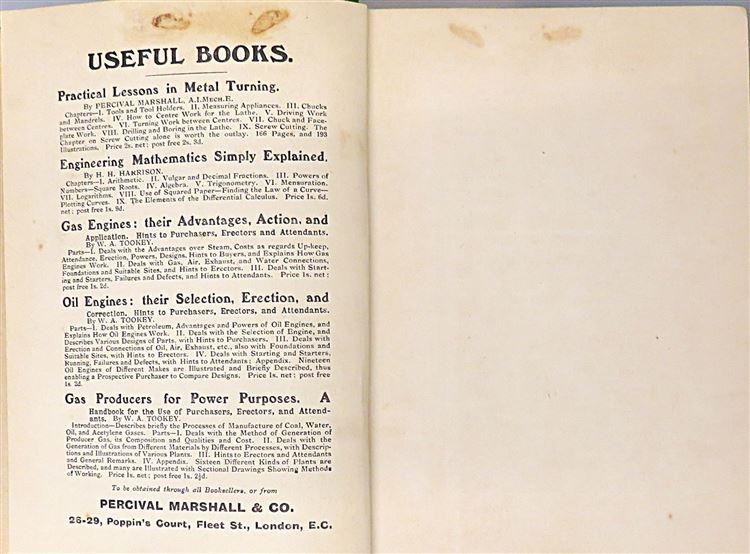 USEFUL BOOKS.
Practical Lessons in Metal Turning.
By PERCIVAL MARSHALL, A.I.MECH.E.
Chapters—I. Tools and Tool Holders. II. Measuring Appliances. III. Chucks
and Mandrels. IV. How to Centre Work for the Lathe. V. Driving Work
between Centres. VI. Turning Work between Centres. VII. Chuck and Face-
plate Work. VIII. Drilling and Boring in the Lathe. IX. Screw Cutting. The
Chapter on Screw Cutting alone is worth the outlay. 166 Pages, and 193
Illustrations. Price 2s. net; post free 2s. 3d.
Engineering Mathematics Simply Explained.
By H. H. HARRISON.
Chapters—I. Arithmetic. II. Vulgar and Decimal Fractions. III. Powers of
Numbers—Square Roots. IV. Algebra. V. Trigonometry. VI. Mensuration.
VII. Logarithms. VIII. Use of Squared Paper—Finding the Law of a Curve—
Plotting Curves. IX. The Elements of the Differential Calculus. Price 1s. 6d.
net; post free 1s. 9d.
Gas Engines: their Advantages, Action, and
Application. Hints to Purchasers, Erectors and Attendants.
By W. A. TOOKEY.
Parts—I. Deals with the Advantages over Steam, Costs as regards Up-keep,
Attendance, Erection, Powers, Designs, Hints to Buyers, and Explains How Gas
Engines Work. II. Deals with Gas, Air, Exhaust, and Water Connections,
Foundations and Suitable Sites, and Hints to Erectors. III. Deals with Start-
ing and Starters, Failures and Defects, and Hints to Attendants. Price 1s. net;
post free 1s. 2d.
Oil Engines: their Selection, Erection, and
Correction. Hints to Purchasers, Erectors, and Attendants.
By W. A. TOOKEY.
Parts—I. Deals with Petroleum, Advantages and Powers of Oil Engines, and
Explains How Oil Engines Work. II. Deals with the Selection of Engine, and
Describes Various Designs of Parts, with Hints to Purchasers. III. Deals with
Erection and Connections of Oil, Air, Exhaust, etc., also with Foundations and
Suitable Sites, with Hints to Erectors. IV. Deals with Starting and Starters,
Running, Failures and Defects, with Hints to Attendants; Appendix. Nineteen
Oil Engines of Different Makes are Illustrated and Briefly Described, thus
enabling a Prospective Purchaser to Compare Designs. Price 1s. net; post free
1s. 2d.
Gas Producers for Power Purposes. A
Handbook for the Use of Purchasers, Erectors, and Attend-
ants. By W. A. TOOKEY.
Introduction—Describes briefly the Processes of Manufacture of Coal, Water,
Oil, and Acetylene Gases. Parts—I. Deals with the Method of Generation of
Producer Gas, its Composition and Qualities and Cost. II. Deals with the
Generation of Gas from Different Materials by Different Processes, with Descrip-
tions and Illustrations of Various Plants. III. Hints to Erectors and Attendants
and General Remarks. IV. Appendix. Sixteen Different Kinds of Plants are
Described, and many are Illustrated with Sectional Drawings Showing Methods
of Working. Price 1s. net; post free 1s. 2½d.
To be obtained through all Booksellers, or from
PERCIVAL MARSHALL & CO.
26-29, Poppin's Court, Fleet St., London, E.C.